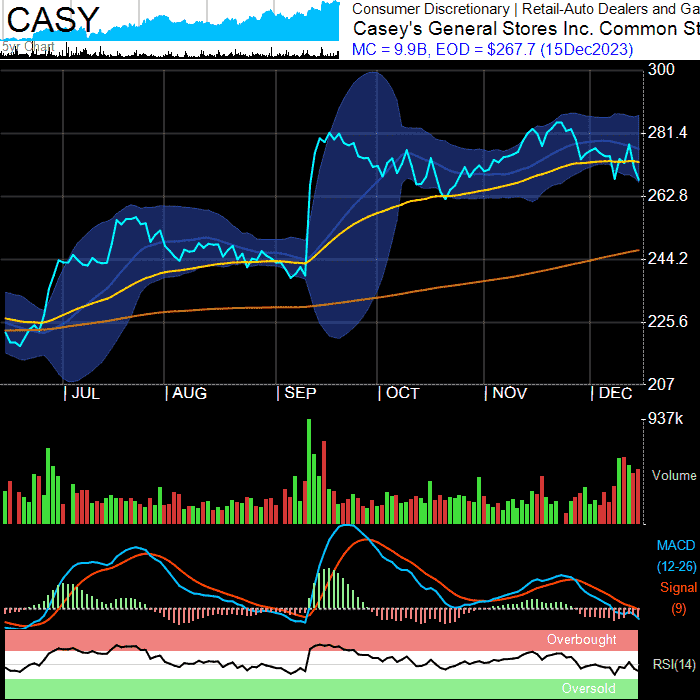 CASY
5yr Chart
Consumer Discretionary | Retail-Auto Dealers and Ga
Casey's General Stores Inc. Common St
MC = 9.9B, EOD = $267.7 (15Dec2023)
300
281.4
262.8
244.2
225.6
207
JUL AUG SEP OCT NOV DEC
937k
Volume
MACD
(12-26)
Signal
(9)
Overbought
RSI(14)
Oversold